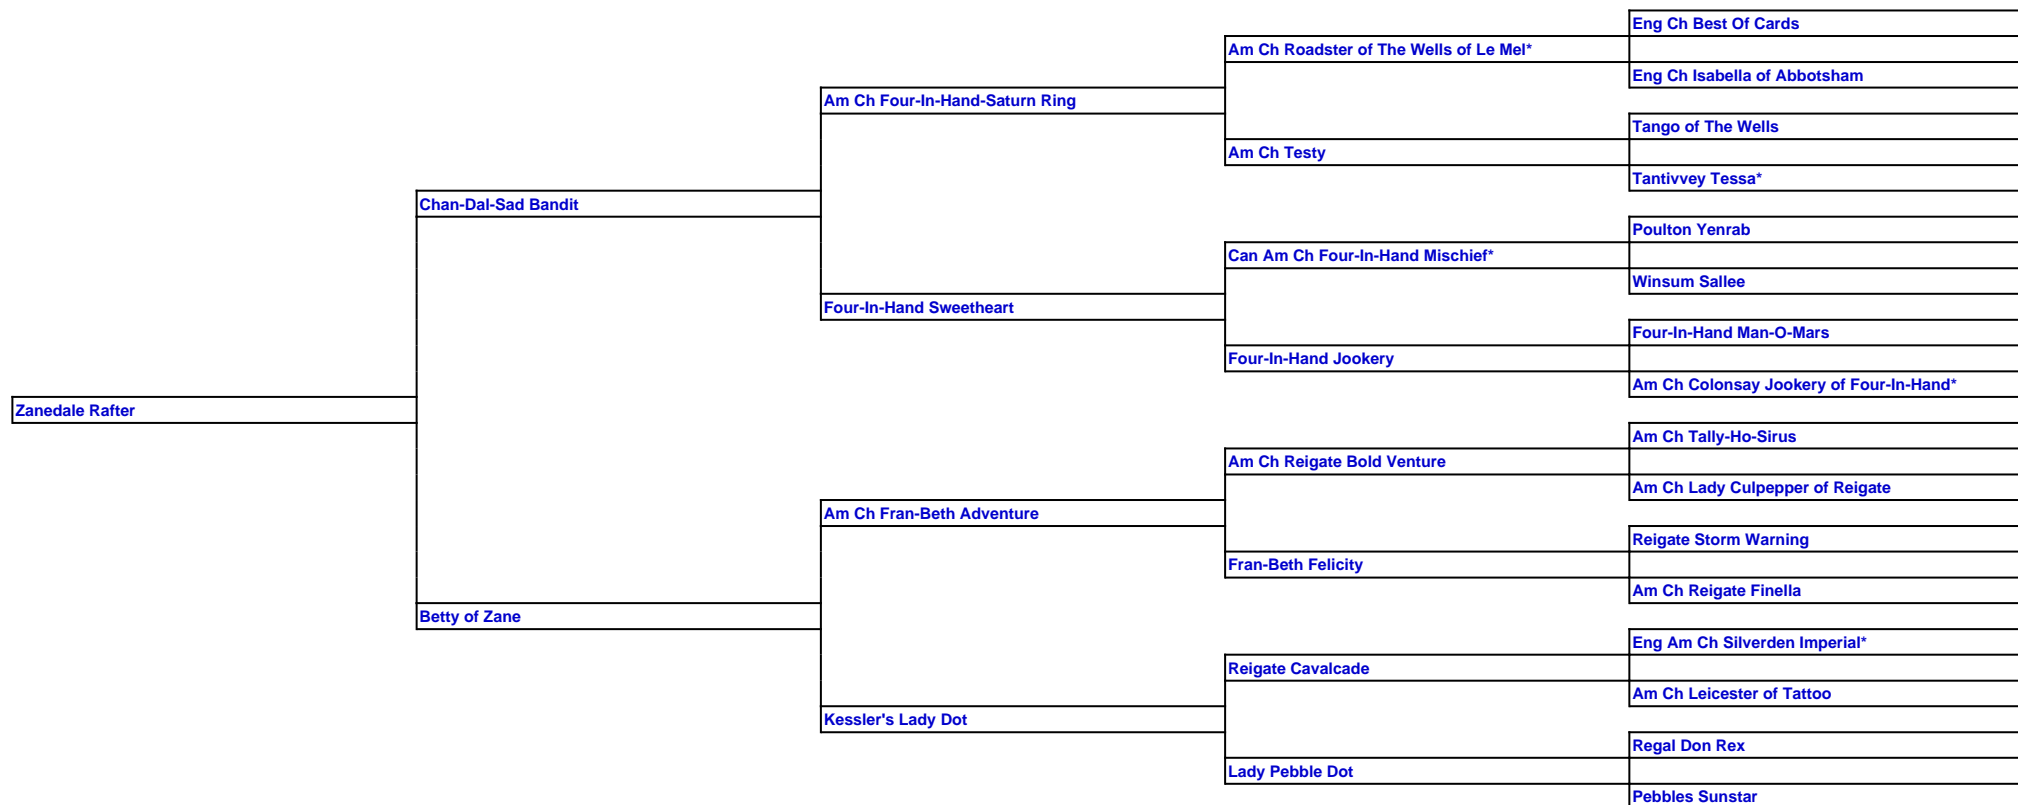 Eng Ch Best Of Cards
Am Ch Roadster of The Wells of Le Mel*
Eng Ch Isabella of Abbotsham
Am Ch Four-In-Hand-Saturn Ring
Tango of The Wells
Am Ch Testy
Tantivvey Tessa*
Chan-Dal-Sad Bandit
Poulton Yenrab
Can Am Ch Four-In-Hand Mischief*
Winsum Sallee
Four-In-Hand Sweetheart
Four-In-Hand Man-O-Mars
Four-In-Hand Jookery
Am Ch Colonsay Jookery of Four-In-Hand*
Zanedale Rafter
Am Ch Tally-Ho-Sirus
Am Ch Reigate Bold Venture
Am Ch Lady Culpepper of Reigate
Am Ch Fran-Beth Adventure
Reigate Storm Warning
Fran-Beth Felicity
Am Ch Reigate Finella
Betty of Zane
Eng Am Ch Silverden Imperial*
Reigate Cavalcade
Am Ch Leicester of Tattoo
Kessler's Lady Dot
Regal Don Rex
Lady Pebble Dot
Pebbles Sunstar